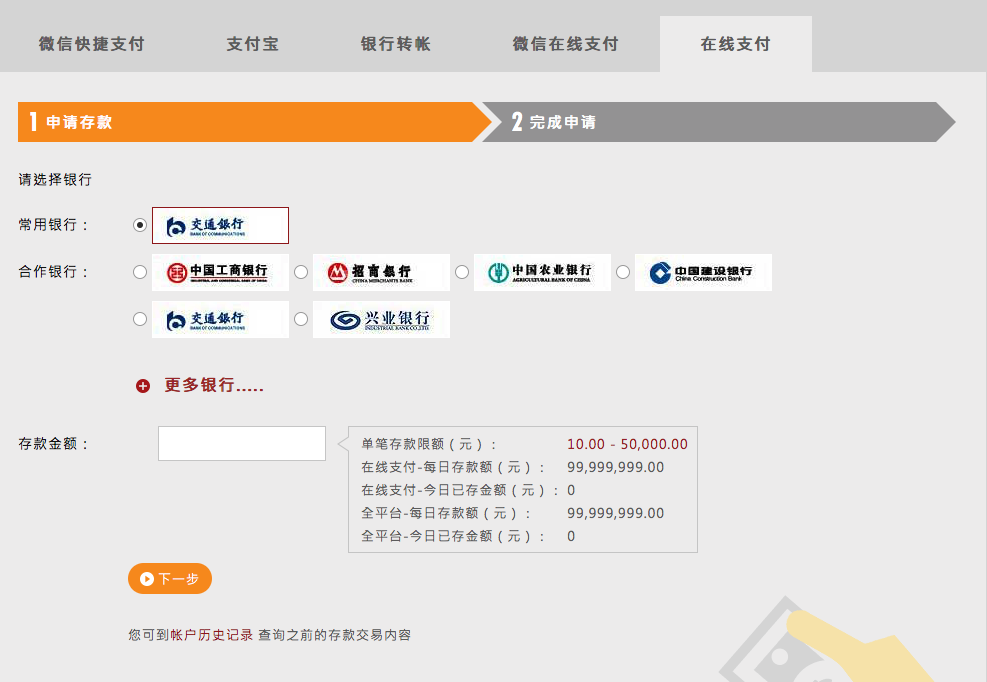 微信快捷支付 支付宝 银行转帐 微信在线支付 在线支付
1 申请存款 2 完成申请
请选择银行
常用银行： 交通银行
BANK OF COMMUNICATIONS
合作银行： 中国工商银行 招商银行 中国农业银行 中国建设银行
INDUSTRIAL AND COMMERCIAL BANK OF CHINA CHINA MERCHANTS BANK AGRICULTURAL BANK OF CHINA China Construction Bank
交通银行 兴业银行
BANK OF COMMUNICATIONS INDUSTRIAL BANK CO.,LTD.
更多银行.....
存款金额：
单笔存款限额（元）： 10.00 - 50,000.00
在线支付-每日存款额（元）： 99,999,999.00
在线支付-今日已存金额（元）： 0
全平台-每日存款额（元）： 99,999,999.00
全平台-今日已存金额（元）： 0
下一步
您可到帐户历史记录 查询之前的存款交易内容